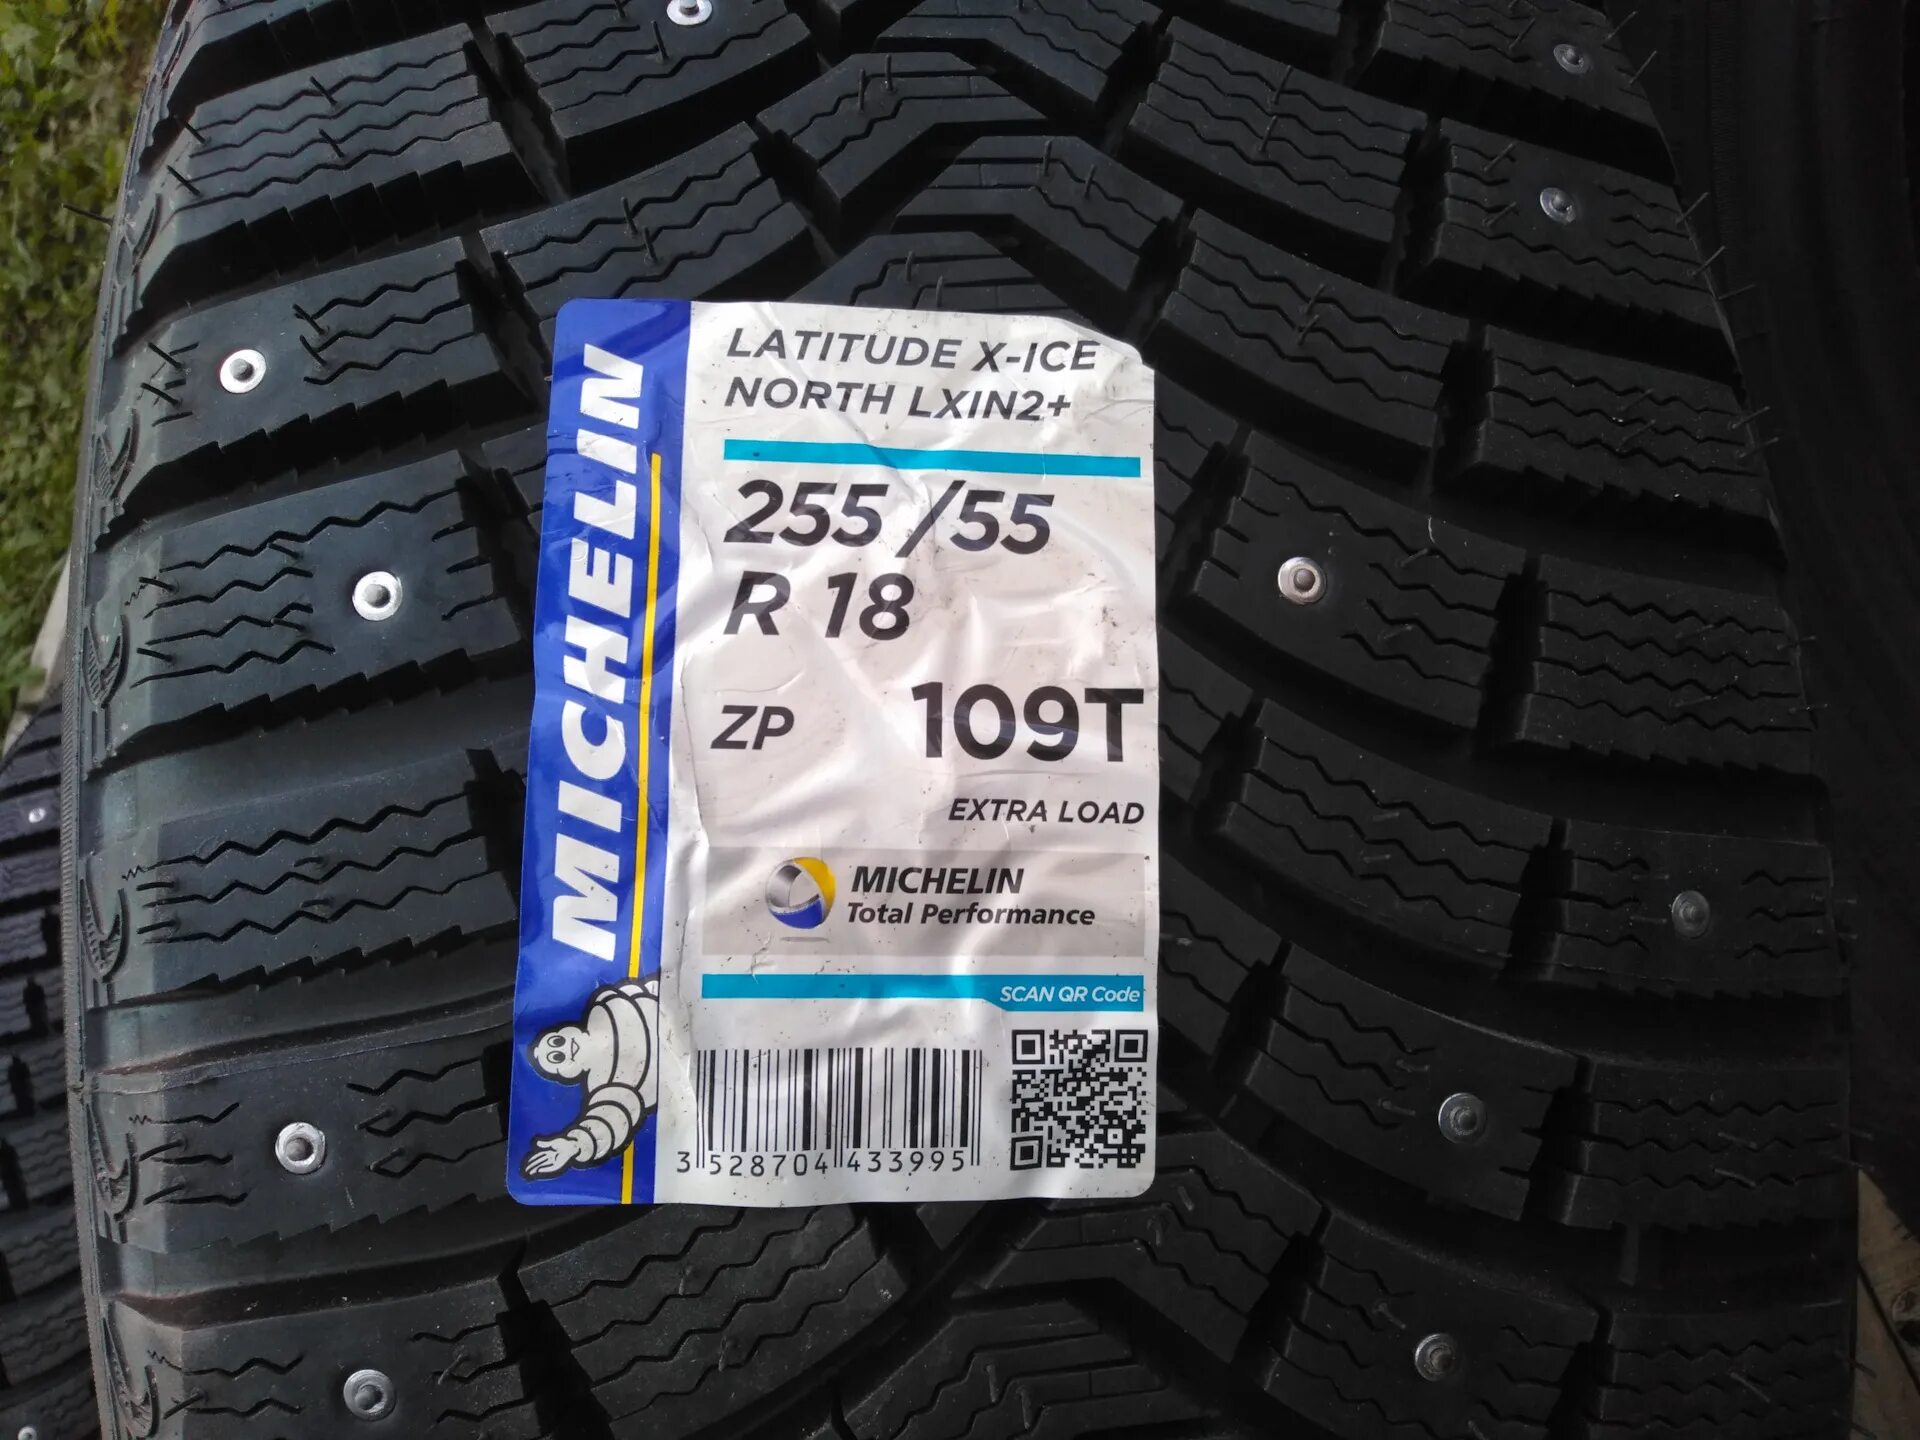 MICHELIN
LATITUDE X-ICE
NORTH LXIN2+
255 /55
R 18
ZP 109T
EXTRA LOAD
MICHELIN
Total Performance
SCAN QR Code
3 528704 433995